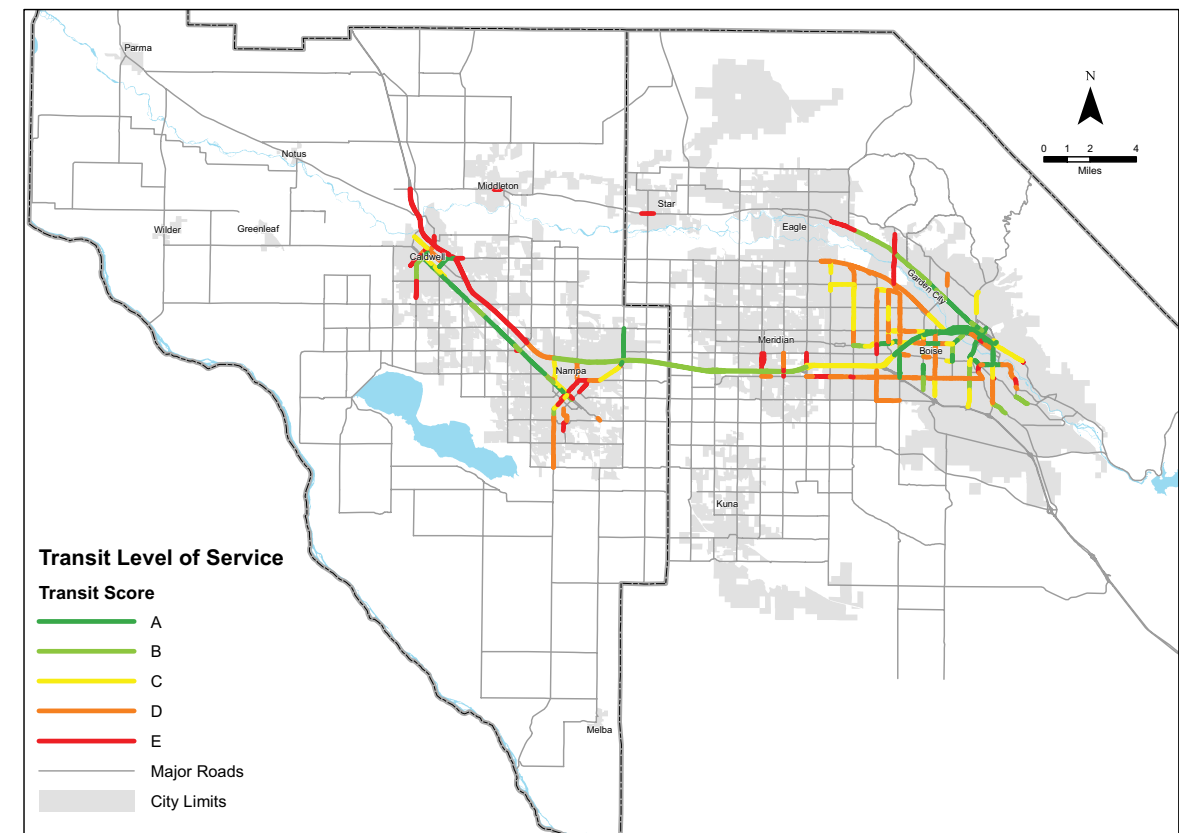 Parma
N
0 1 2 4
Miles
Notus
Middleton
Star
Wilder
Greenleaf
Eagle
Caldwell
Garden City
Meridian
Boise
Nampa
Kuna
Melba
Transit Level of Service
Transit Score
A
B
C
D
E
Major Roads
City Limits